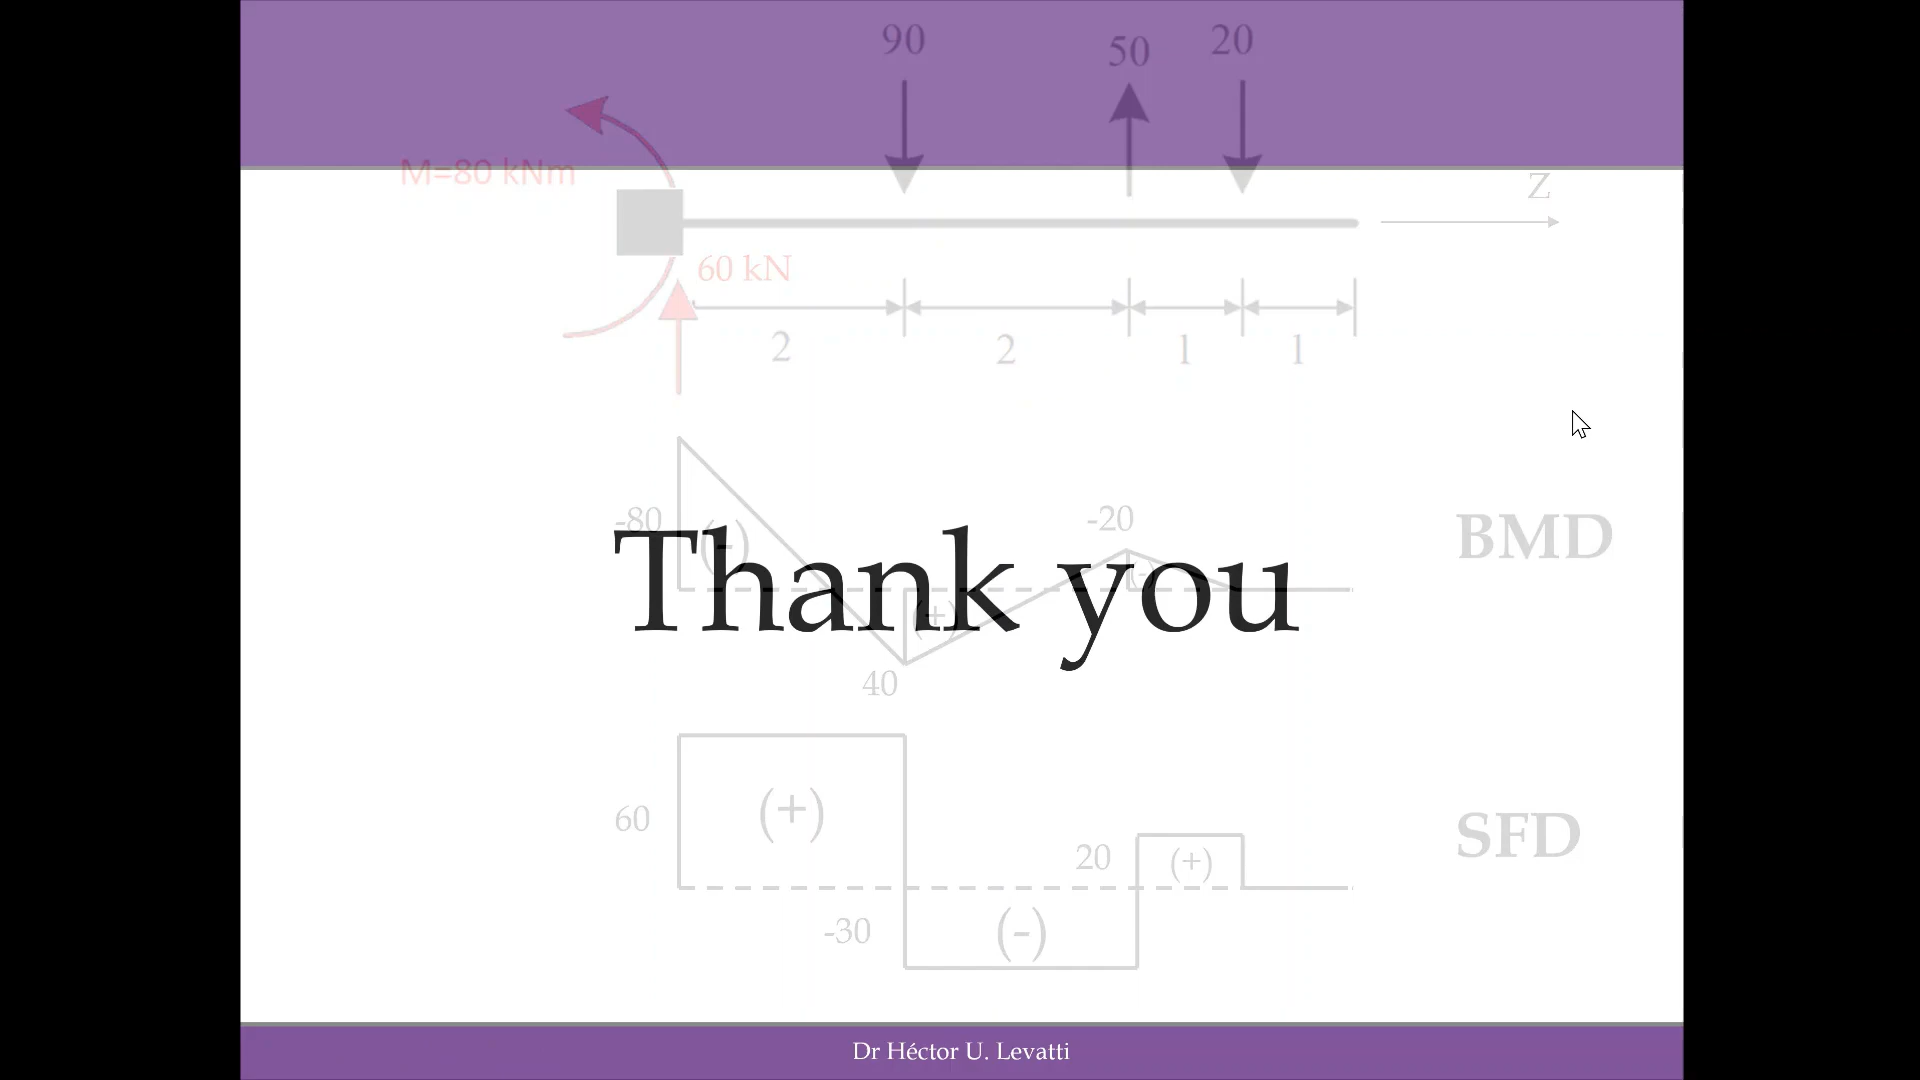 90 50 20
M=80 kNm
Z
60 kN
2 2 1 1
-80 (-) -20 BMD
Thank you
(+) (-)
40
60 (+) SFD
20 (+)
-30 (-)
Dr Héctor U. Levatti